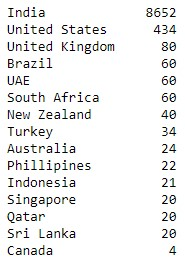 India 8652
United States 434
United Kingdom 80
Brazil 60
UAE 60
South Africa 60
New Zealand 40
Turkey 34
Australia 24
Phillipines 22
Indonesia 21
Singapore 20
Qatar 20
Sri Lanka 20
Canada 4